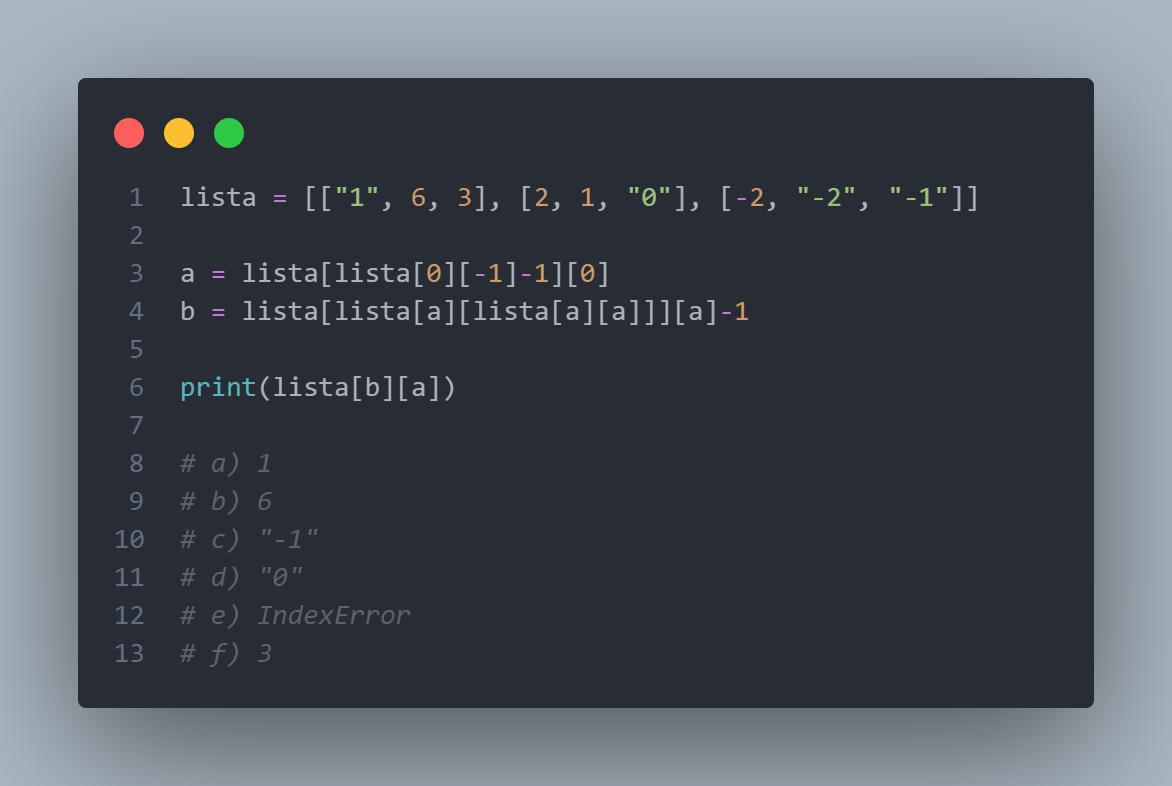 1 lista = [["1", 6, 3], [2, 1, "0"], [-2, "-2", "-1"]]
2
3 a = lista[lista[0][-1]-1][0]
4 b = lista[lista[a][lista[a][a]]][a]-1
5
6 print(lista[b][a])
7
8 # a) 1
9 # b) 6
10 # c) "-1"
11 # d) "0"
12 # e) IndexError
13 # f) 3